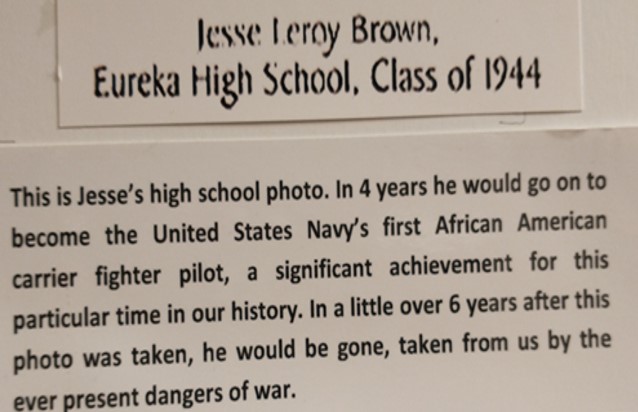 Jesse Leroy Brown,
Eureka High School, Class of 1944
This is Jesse's high school photo. In 4 years he would go on to
become the United States Navy's first African American
carrier fighter pilot, a significant achievement for this
particular time in our history. In a little over 6 years after this
photo was taken, he would be gone, taken from us by the
ever present dangers of war.